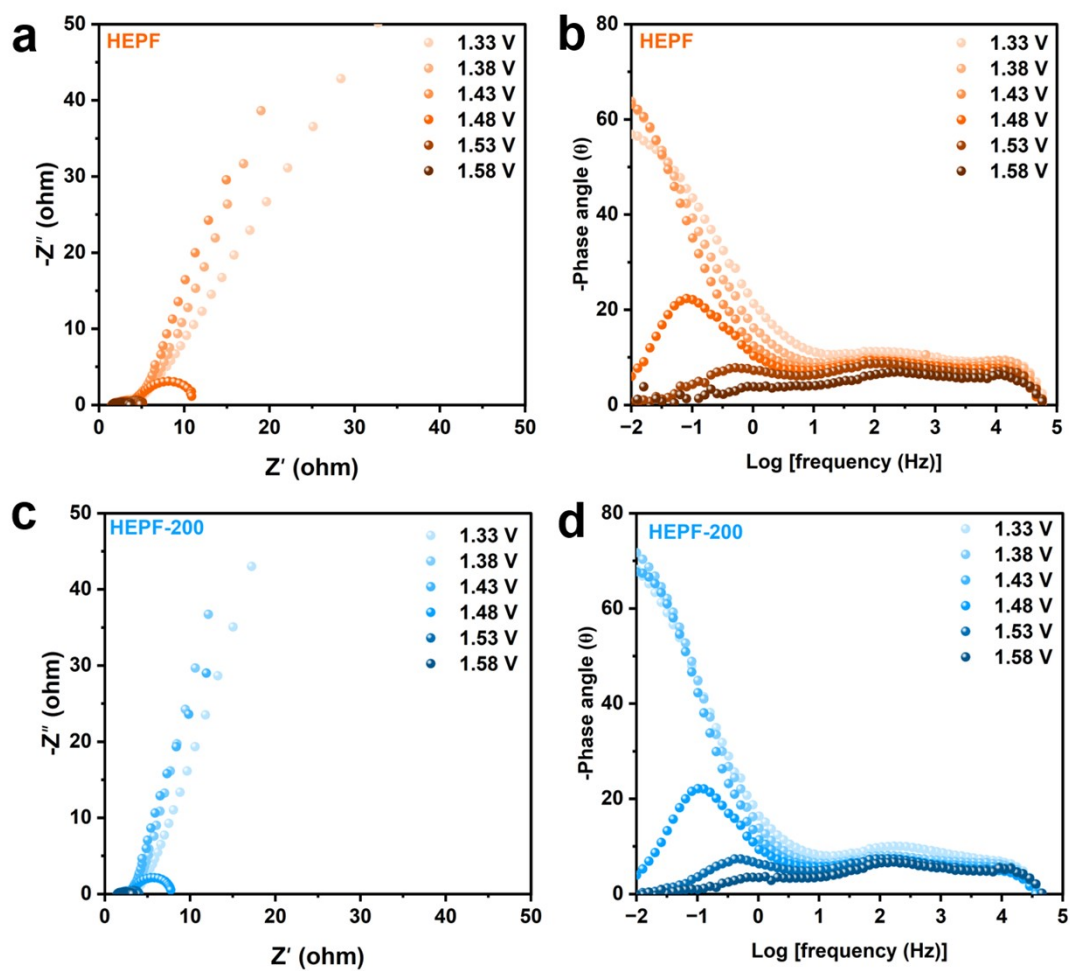 a
HEPF
50
40
30
20
10
0
-Z″ (ohm)
1.33 V
1.38 V
1.43 V
1.48 V
1.53 V
1.58 V
0 10 20 30 40 50
Z′ (ohm)
b
HEPF
80
60
40
20
0
-Phase angle (θ)
1.33 V
1.38 V
1.43 V
1.48 V
1.53 V
1.58 V
−2 −1 0 1 2 3 4 5
Log [frequency (Hz)]
c
HEPF-200
50
40
30
20
10
0
-Z″ (ohm)
1.33 V
1.38 V
1.43 V
1.48 V
1.53 V
1.58 V
0 10 20 30 40 50
Z′ (ohm)
d
HEPF-200
80
60
40
20
0
-Phase angle (θ)
1.33 V
1.38 V
1.43 V
1.48 V
1.53 V
1.58 V
−2 −1 0 1 2 3 4 5
Log [frequency (Hz)]